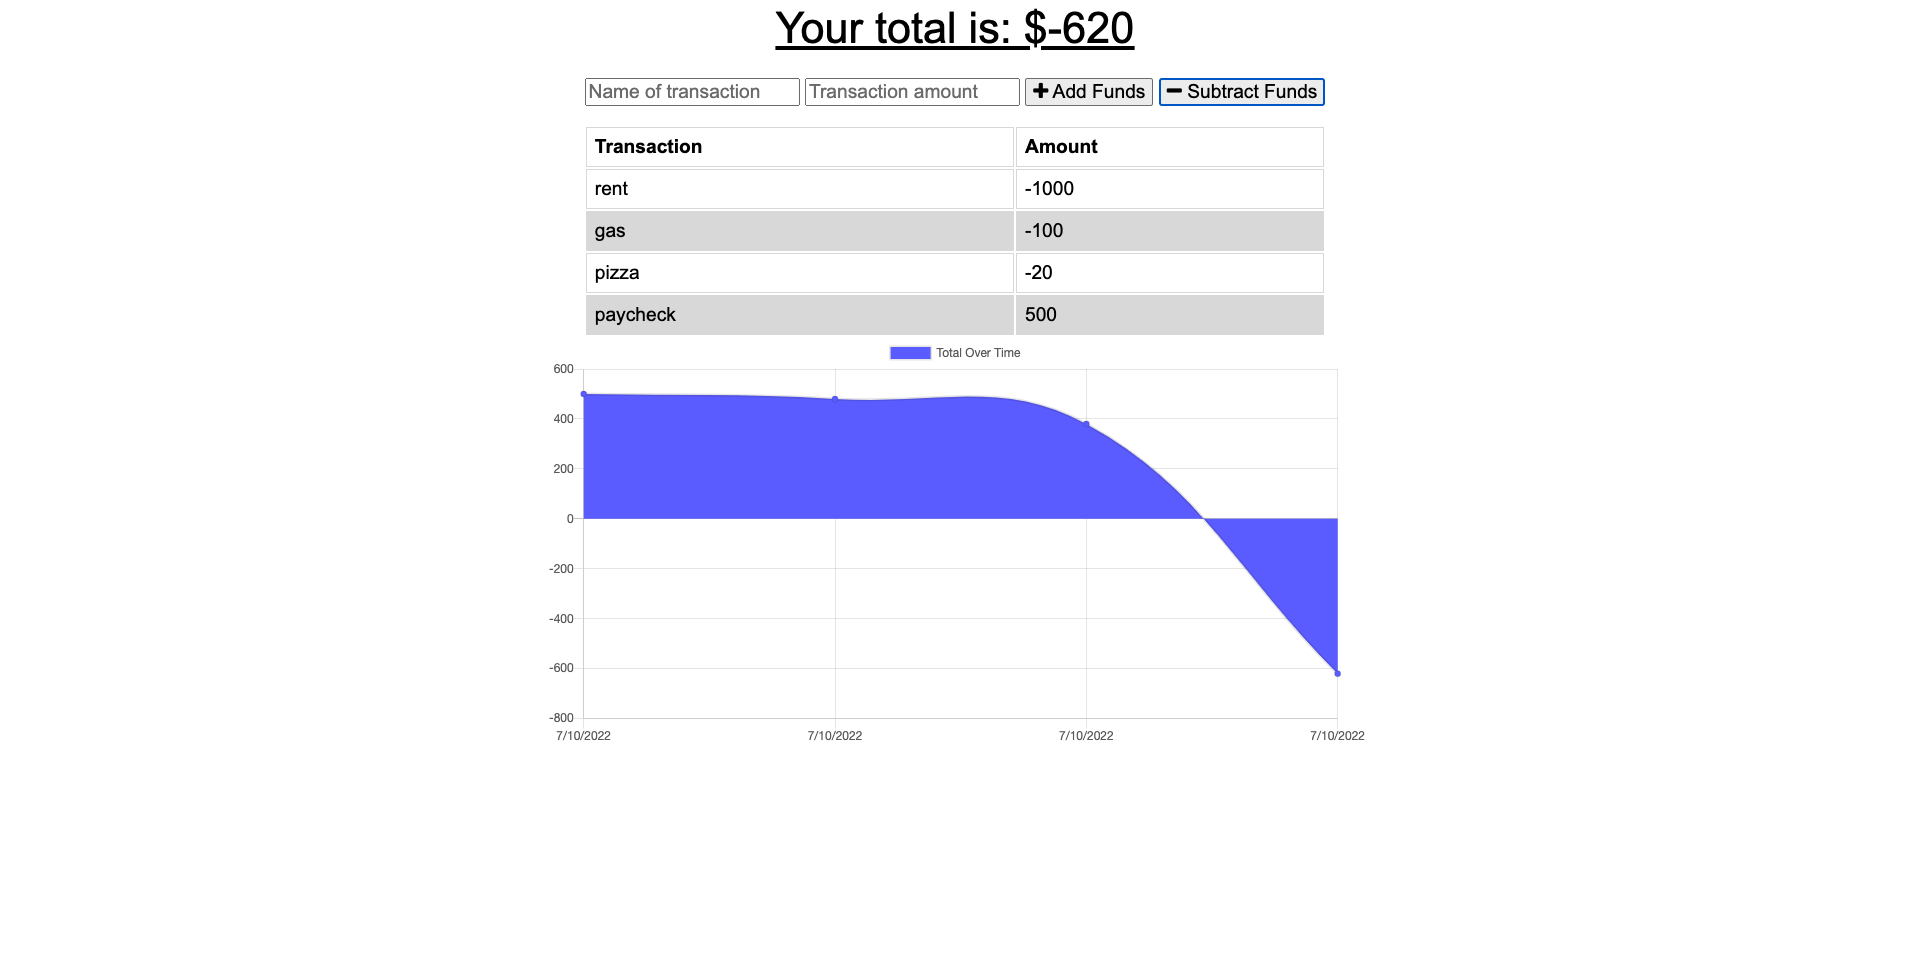 Your total is: $-620
Name of transaction Transaction amount Add Funds Subtract Funds
Transaction Amount
rent -1000
gas -100
pizza -20
paycheck 500
Total Over Time
600
400
200
0
-200
-400
-600
-800
7/10/2022 7/10/2022 7/10/2022 7/10/2022